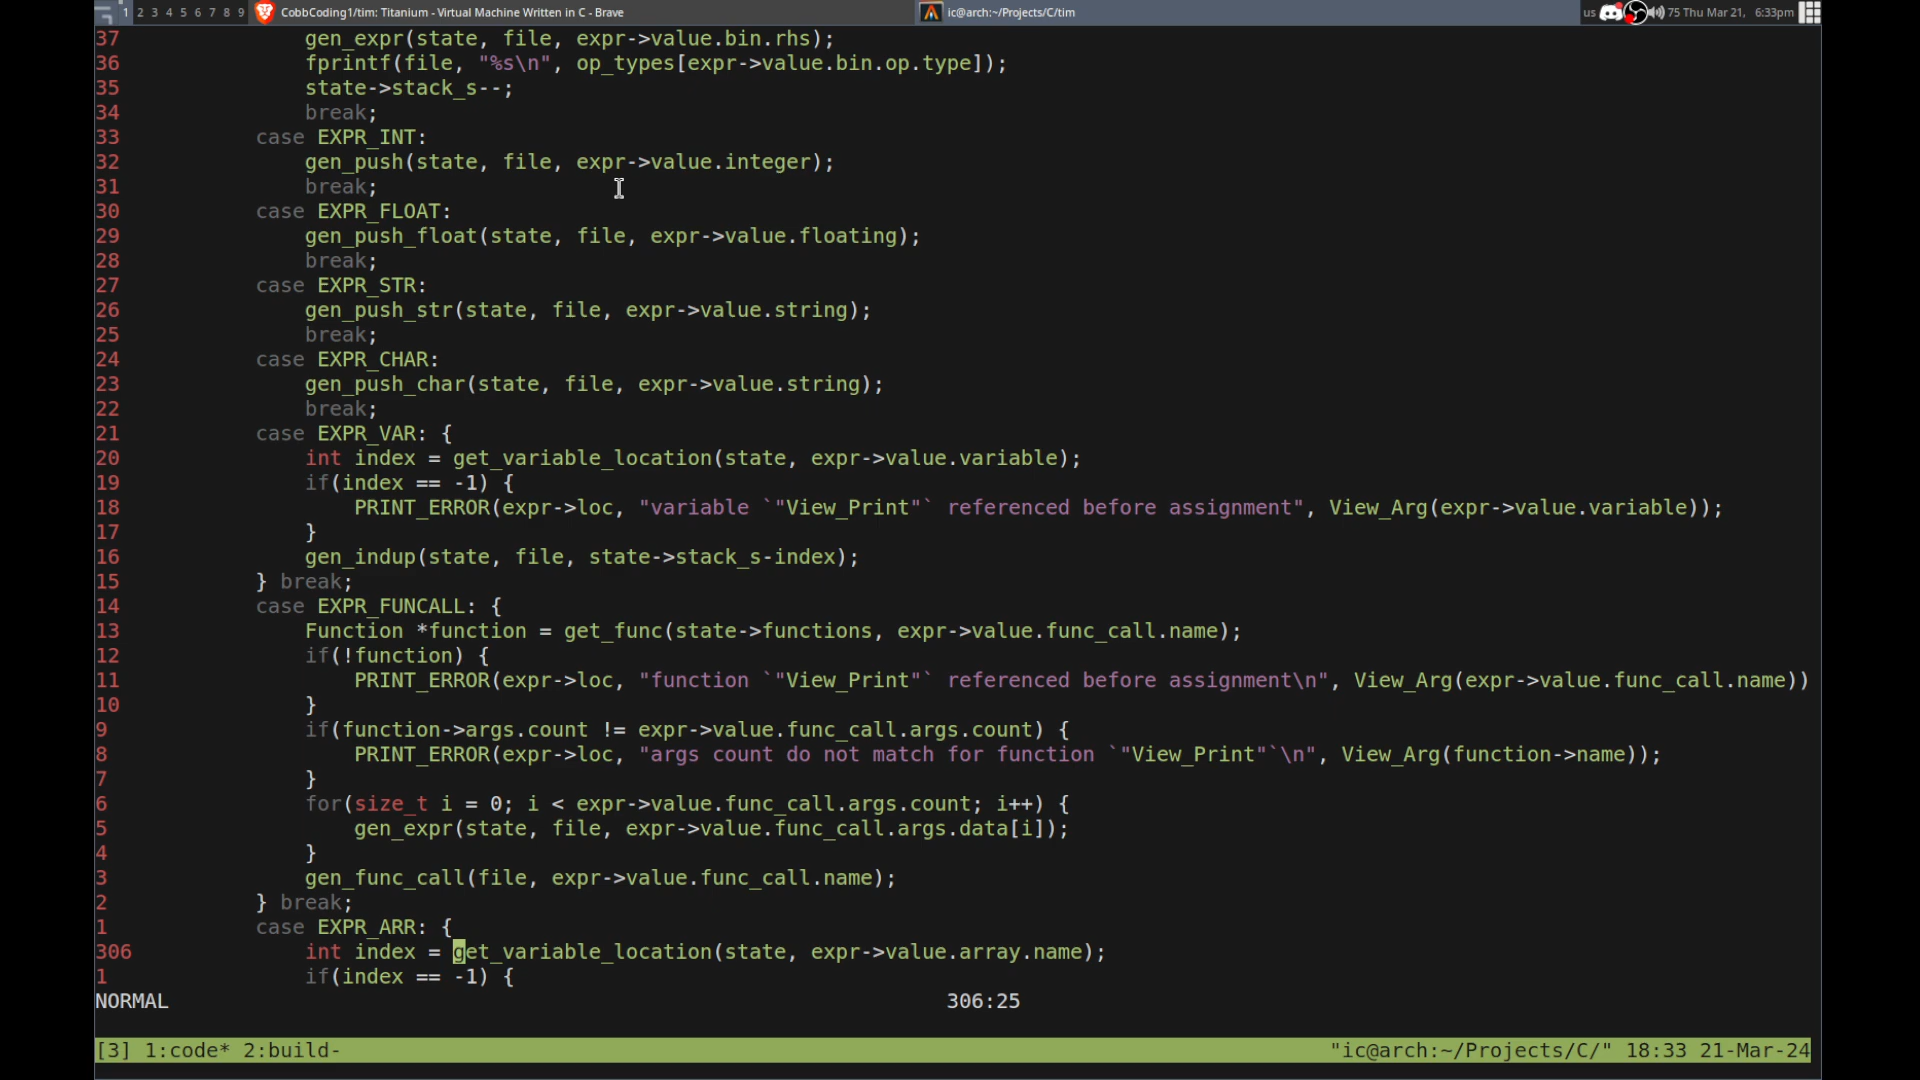 1 2 3 4 5 6 7 8 9 CobbCoding1/tim: Titanium - Virtual Machine Written in C - Brave ic@arch:~/Projects/C/tim us 75 Thu Mar 21, 6:33pm
37 gen_expr(state, file, expr->value.bin.rhs);
36 fprintf(file, "%s\n", op_types[expr->value.bin.op.type]);
35 state->stack_s--;
34 break;
33 case EXPR_INT:
32 gen_push(state, file, expr->value.integer);
31 break;
30 case EXPR_FLOAT:
29 gen_push_float(state, file, expr->value.floating);
28 break;
27 case EXPR_STR:
26 gen_push_str(state, file, expr->value.string);
25 break;
24 case EXPR_CHAR:
23 gen_push_char(state, file, expr->value.string);
22 break;
21 case EXPR_VAR: {
20 int index = get_variable_location(state, expr->value.variable);
19 if(index == -1) {
18 PRINT_ERROR(expr->loc, "variable `"View_Print"` referenced before assignment", View_Arg(expr->value.variable));
17 }
16 gen_indup(state, file, state->stack_s-index);
15 } break;
14 case EXPR_FUNCALL: {
13 Function *function = get_func(state->functions, expr->value.func_call.name);
12 if(!function) {
11 PRINT_ERROR(expr->loc, "function `"View_Print"` referenced before assignment\n", View_Arg(expr->value.func_call.name))
10 }
9 if(function->args.count != expr->value.func_call.args.count) {
8 PRINT_ERROR(expr->loc, "args count do not match for function `"View_Print"`\n", View_Arg(function->name));
7 }
6 for(size_t i = 0; i < expr->value.func_call.args.count; i++) {
5 gen_expr(state, file, expr->value.func_call.args.data[i]);
4 }
3 gen_func_call(file, expr->value.func_call.name);
2 } break;
1 case EXPR_ARR: {
306 int index = get_variable_location(state, expr->value.array.name);
1 if(index == -1) {
NORMAL 306:25
[3] 1:code* 2:build- "ic@arch:~/Projects/C/" 18:33 21-Mar-24